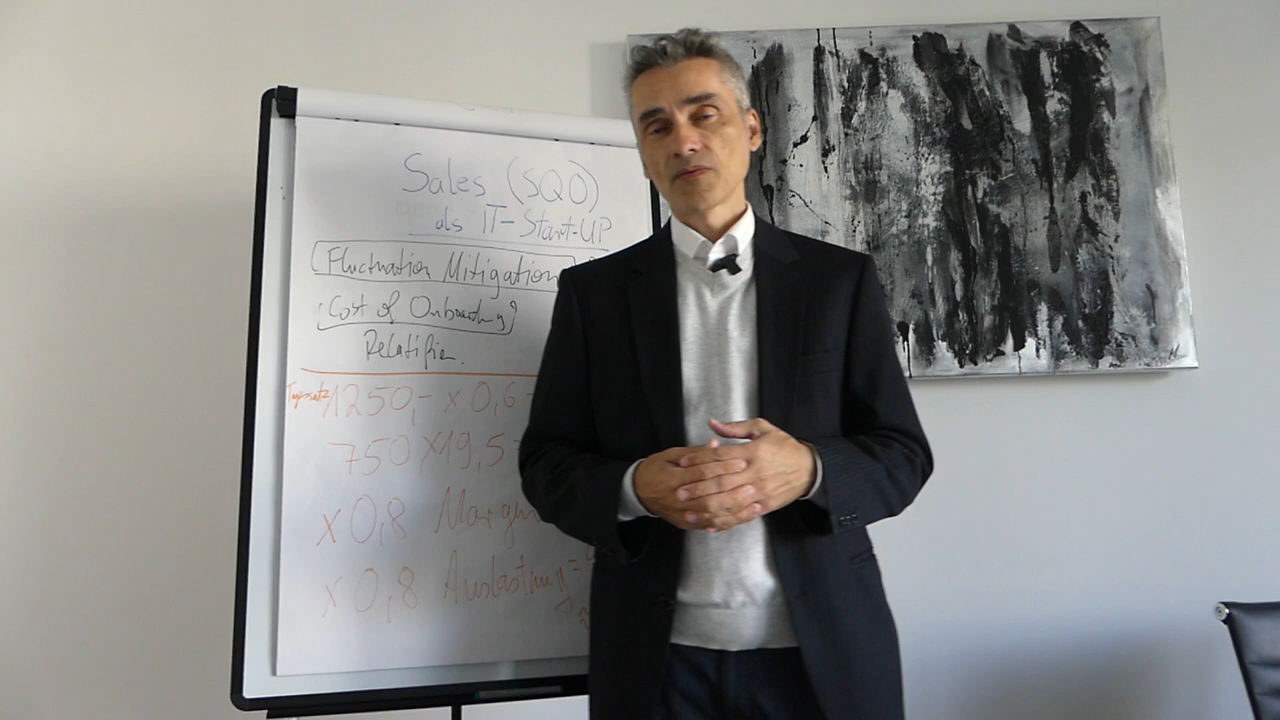 Sales (SQO)
als IT-Start-UP
Fluctuation Mitigation
Cost of Onboarding
Relatifier.
Tagessatz 1250,- x 0,6
750 x 19,5
x 0,8 Marge
x 0,8 Auslastung =